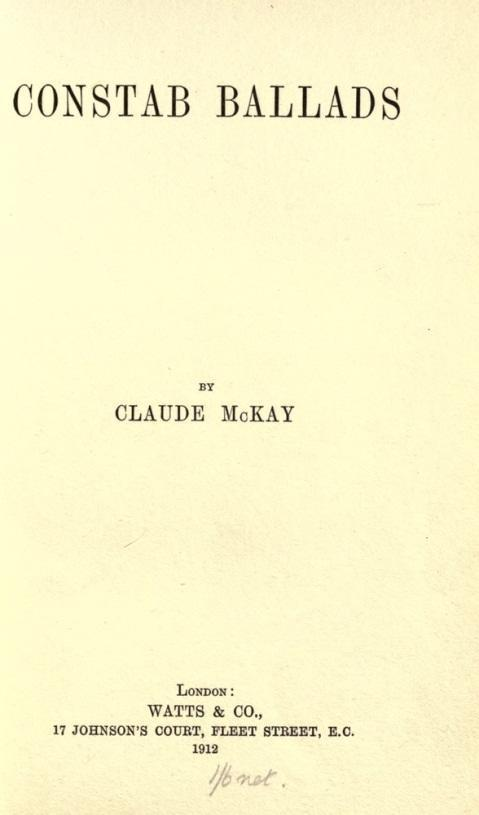 CONSTAB BALLADS
BY
CLAUDE McKAY
London:
WATTS & CO.,
17 JOHNSON'S COURT, FLEET STREET, E.C.
1912
1/6 net.